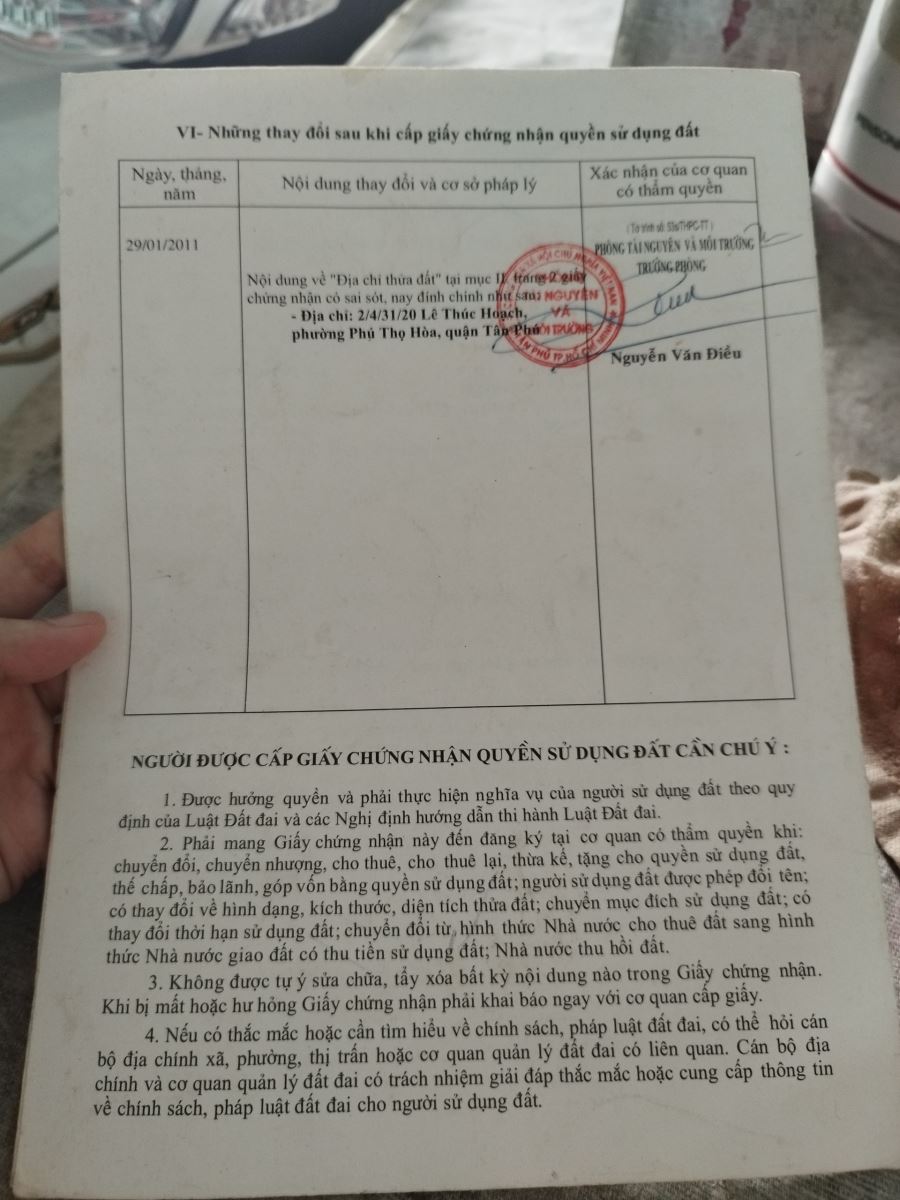 VI- Những thay đổi sau khi cấp giấy chứng nhận quyền sử dụng đất
Ngày, tháng, năm
Nội dung thay đổi và cơ sở pháp lý
Xác nhận của cơ quan có thẩm quyền
29/01/2011
Nội dung về "Địa chỉ thửa đất" tại mục II, trang 2 giấy
chứng nhận có sai sót, nay đính chính như sau:
- Địa chỉ: 2/4/31/20 Lê Thúc Hoạch,
phường Phú Thọ Hòa, quận Tân Phú
PHÒNG TÀI NGUYÊN VÀ MÔI TRƯỜNG
TRƯỞNG PHÒNG
Nguyễn Văn Điều
NGƯỜI ĐƯỢC CẤP GIẤY CHỨNG NHẬN QUYỀN SỬ DỤNG ĐẤT CẦN CHÚ Ý :
1. Được hưởng quyền và phải thực hiện nghĩa vụ của người sử dụng đất theo quy
định của Luật Đất đai và các Nghị định hướng dẫn thi hành Luật Đất đai.
2. Phải mang Giấy chứng nhận này đến đăng ký tại cơ quan có thẩm quyền khi:
chuyển đổi, chuyển nhượng, cho thuê, cho thuê lại, thừa kế, tặng cho quyền sử dụng đất,
thế chấp, bảo lãnh, góp vốn bằng quyền sử dụng đất; người sử dụng đất được phép đổi tên;
có thay đổi về hình dạng, kích thước, diện tích thửa đất; chuyển mục đích sử dụng đất; có
thay đổi thời hạn sử dụng đất; chuyển đổi từ hình thức Nhà nước cho thuê đất sang hình
thức Nhà nước giao đất có thu tiền sử dụng đất; Nhà nước thu hồi đất.
3. Không được tự ý sửa chữa, tẩy xóa bất kỳ nội dung nào trong Giấy chứng nhận.
Khi bị mất hoặc hư hỏng Giấy chứng nhận phải khai báo ngay với cơ quan cấp giấy.
4. Nếu có thắc mắc hoặc cần tìm hiểu về chính sách, pháp luật đất đai, có thể hỏi cán
bộ địa chính xã, phường, thị trấn hoặc cơ quan quản lý đất đai có liên quan. Cán bộ địa
chính và cơ quan quản lý đất đai có trách nhiệm giải đáp thắc mắc hoặc cung cấp thông tin
về chính sách, pháp luật đất đai cho người sử dụng đất.